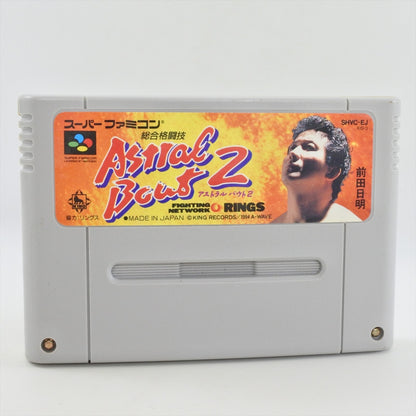 スーパーファミコン
SHVC-EJ
総合格闘技
SUPER FAMICOM
Astral
Bout 2
アストラル バウト2
前田日明
FIGHTING
NETWORK RINGS
協力:リングス
●MADE IN JAPAN ©KING RECORDS/1994 A-WAVE